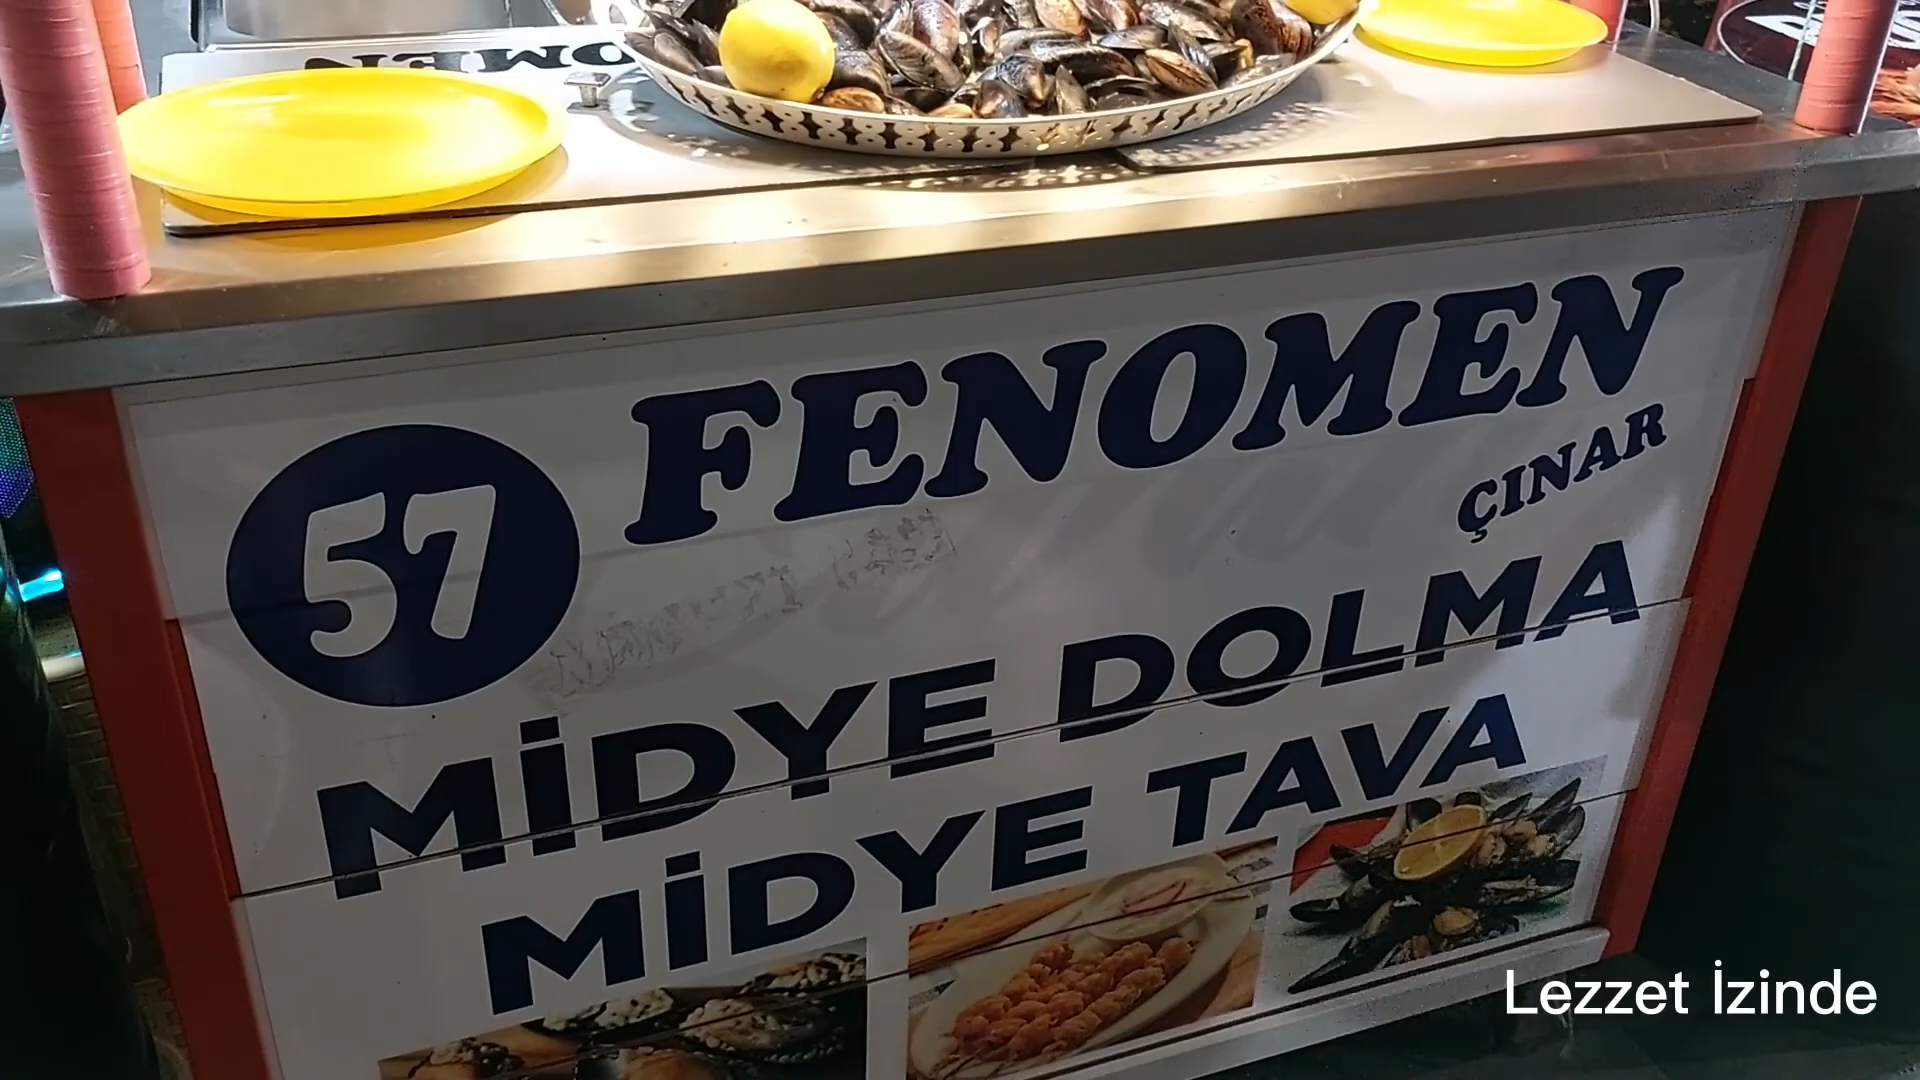 FENOMEN
57
FENOMEN
ÇINAR
MİDYE DOLMA
MİDYE TAVA
Lezzet İzinde